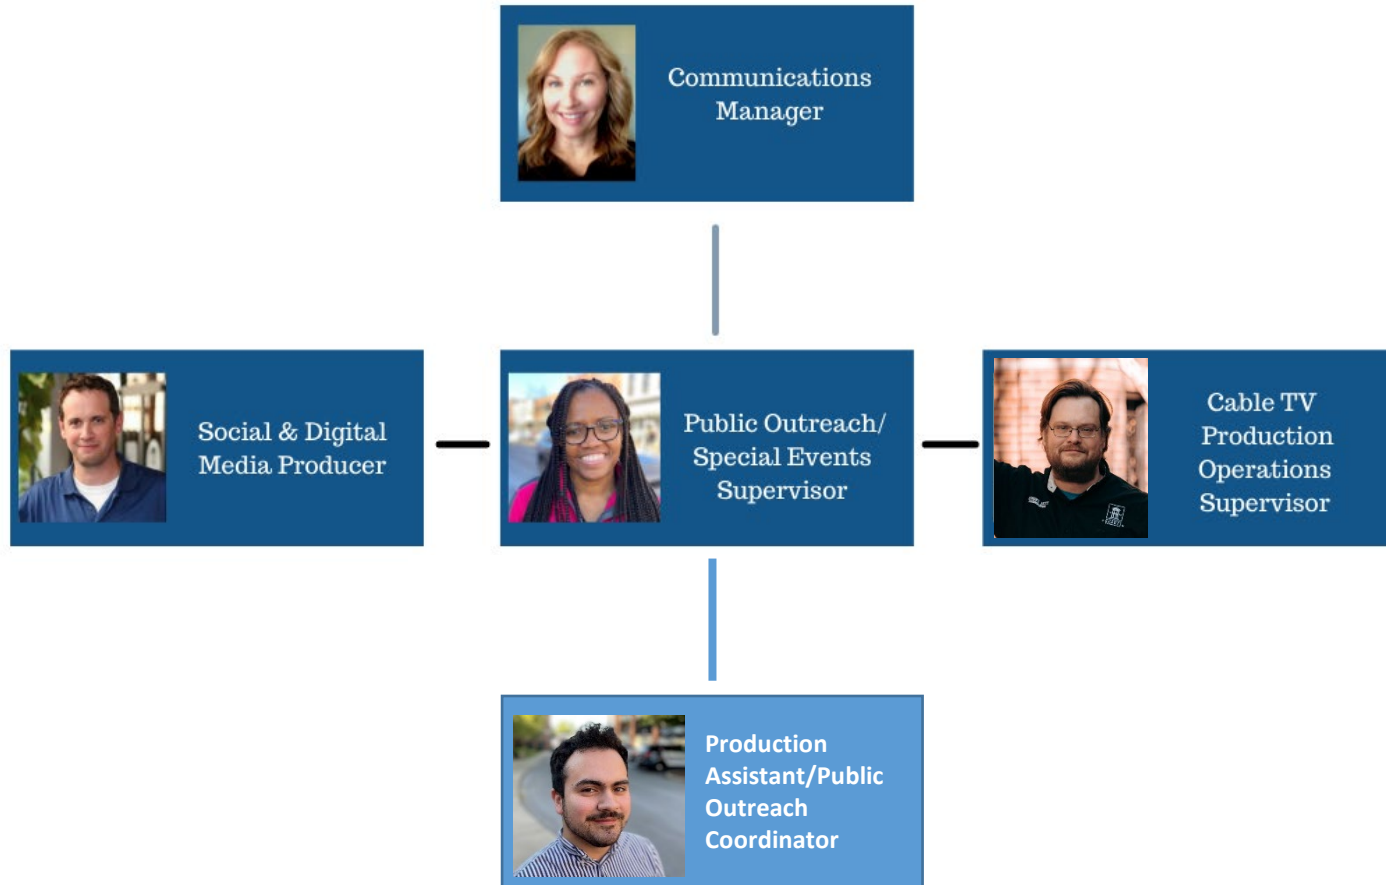 Communications
Manager
Social & Digital
Media Producer
Public Outreach/
Special Events
Supervisor
Cable TV
Production
Operations
Supervisor
Production
Assistant/Public
Outreach
Coordinator